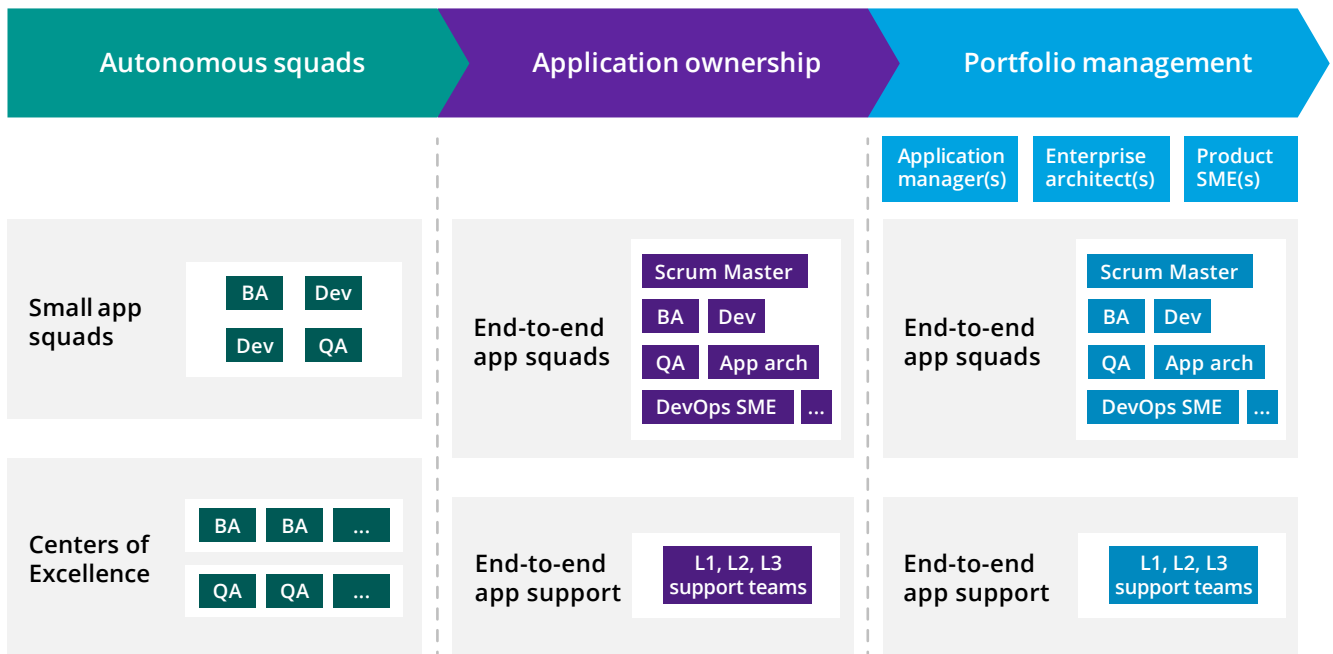 Autonomous squads
Application ownership
Portfolio management
Application
manager(s)
Enterprise
architect(s)
Product
SME(s)
Small app
squads
BA
Dev
Dev
QA
Centers of
Excellence
BA
BA
...
QA
QA
...
End-to-end
app squads
Scrum Master
BA
Dev
QA
App arch
DevOps SME
...
End-to-end
app support
L1, L2, L3
support teams
End-to-end
app squads
Scrum Master
BA
Dev
QA
App arch
DevOps SME
...
End-to-end
app support
L1, L2, L3
support teams